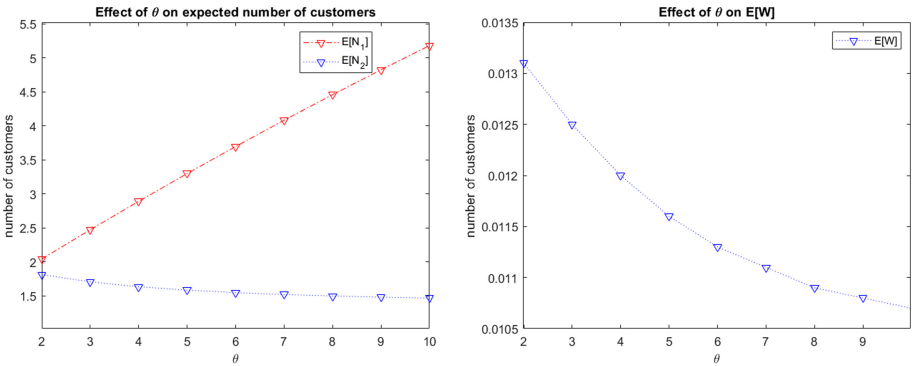 Effect of θ on expected number of customers
E[N1]
E[N2]
5.5
5
4.5
4
3.5
3
2.5
2
1.5
number of customers
2 3 4 5 6 7 8 9 10
θ
Effect of θ on E[W]
E[W]
0.0135
0.013
0.0125
0.012
0.0115
0.011
0.0105
number of customers
2 3 4 5 6 7 8 9
θ